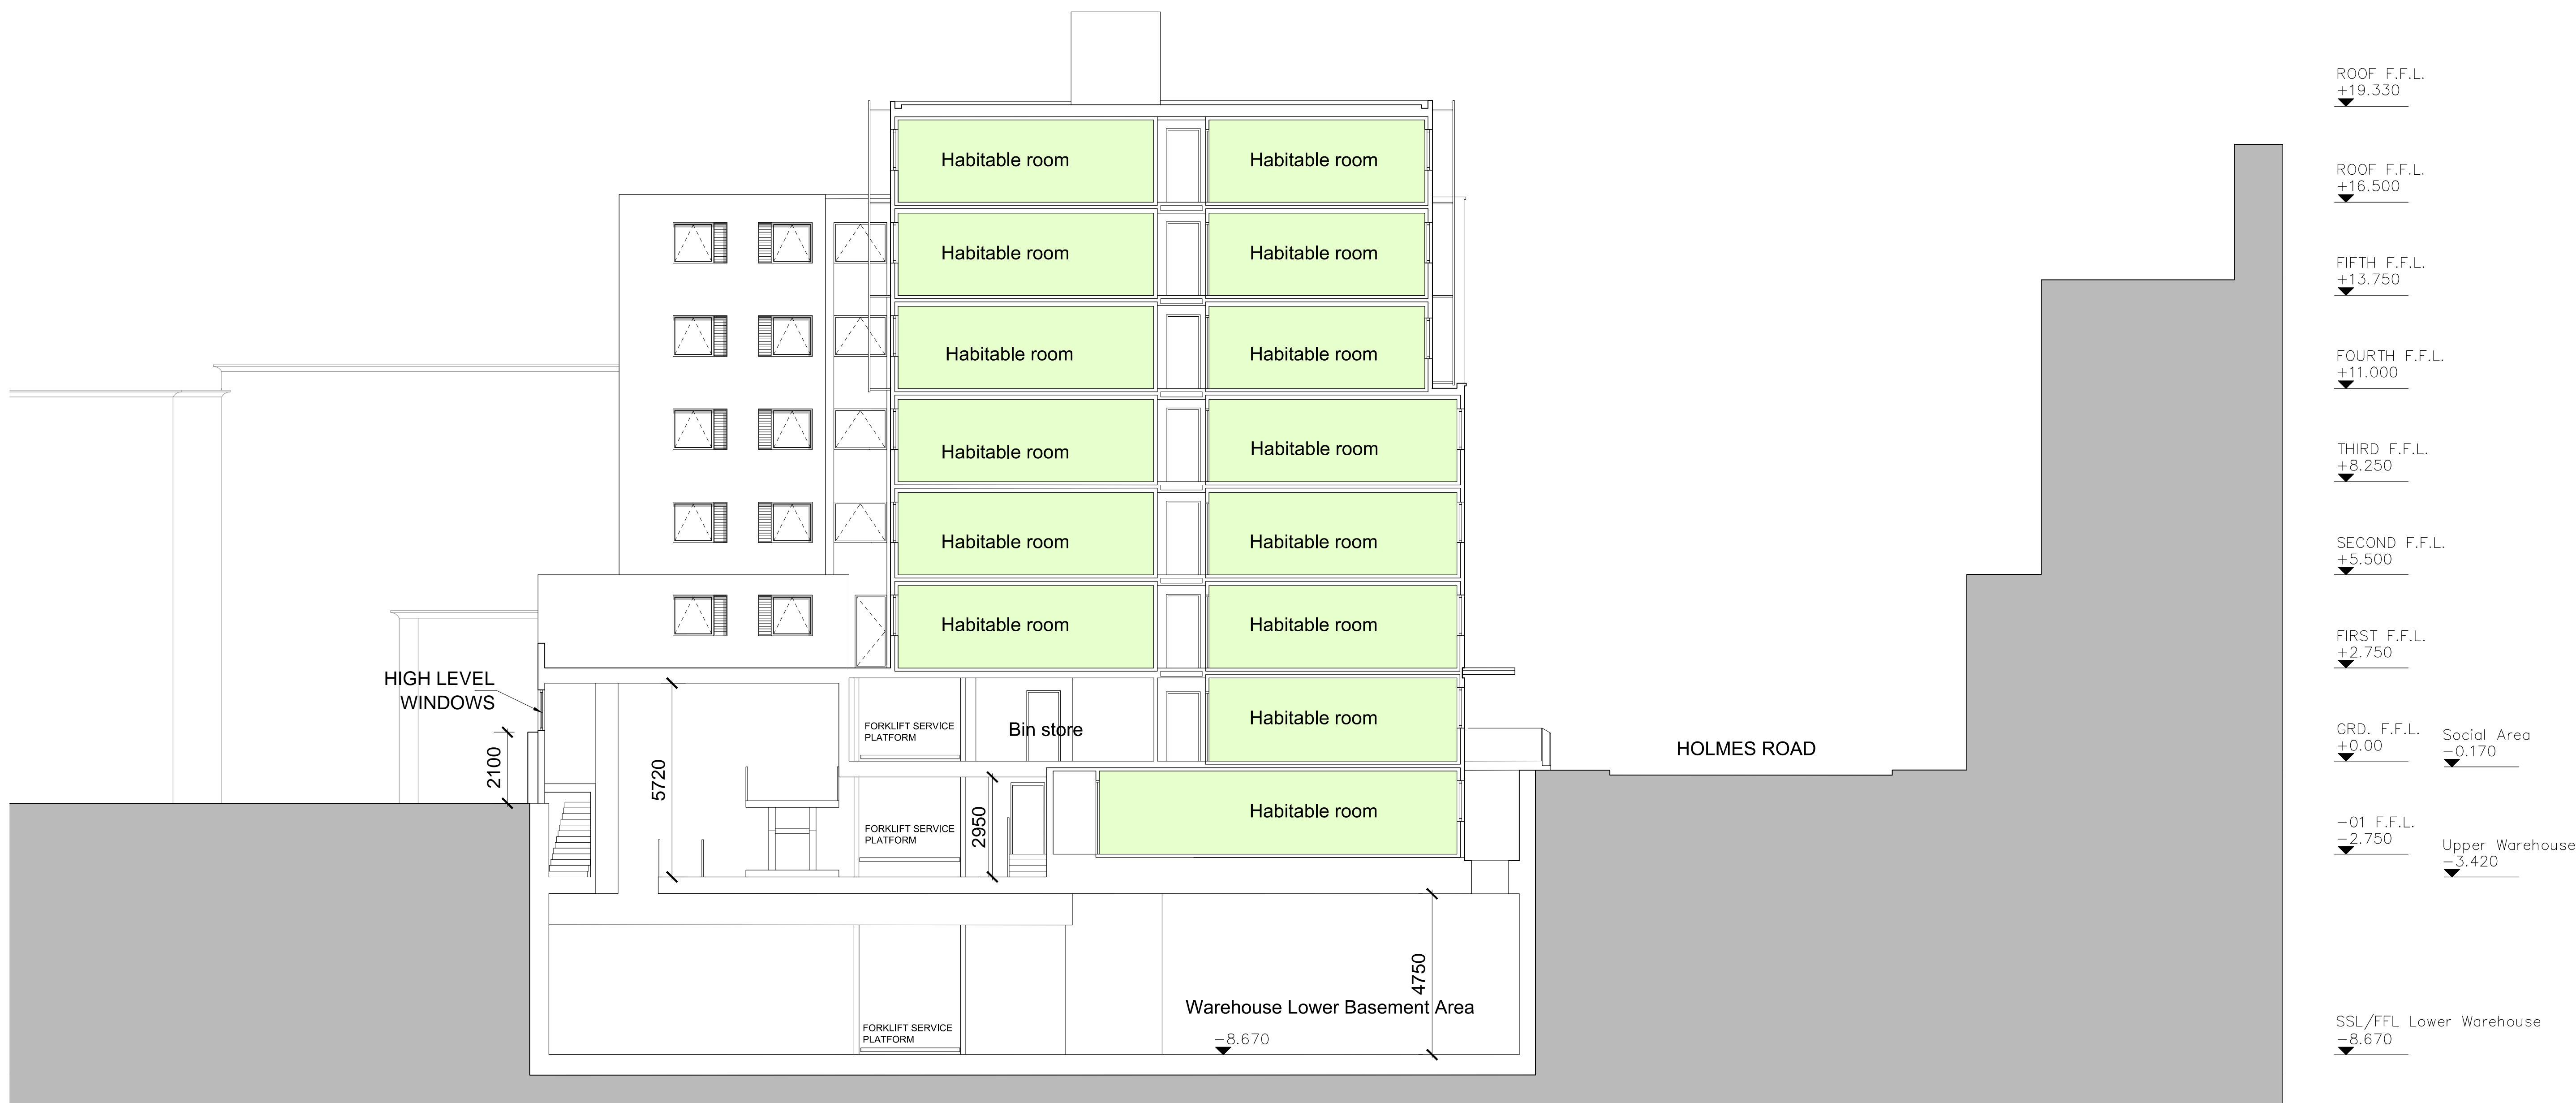 ROOF F.F.L.
+19.330
Habitable room
Habitable room
ROOF F.F.L.
+16.500
Habitable room
Habitable room
FIFTH F.F.L.
+13.750
Habitable room
Habitable room
FOURTH F.F.L.
+11.000
Habitable room
Habitable room
THIRD F.F.L.
+8.250
Habitable room
Habitable room
SECOND F.F.L.
+5.500
Habitable room
Habitable room
FIRST F.F.L.
+2.750
HIGH LEVEL
WINDOWS
FORKLIFT SERVICE
PLATFORM
Bin store
Habitable room
HOLMES ROAD
GRD. F.F.L.
+0.00
Social Area
-0.170
2100
5720
FORKLIFT SERVICE
PLATFORM
2950
Habitable room
-01 F.F.L.
-2.750
Upper Warehouse
-3.420
4750
Warehouse Lower Basement Area
-8.670
FORKLIFT SERVICE
PLATFORM
SSL/FFL Lower Warehouse
-8.670